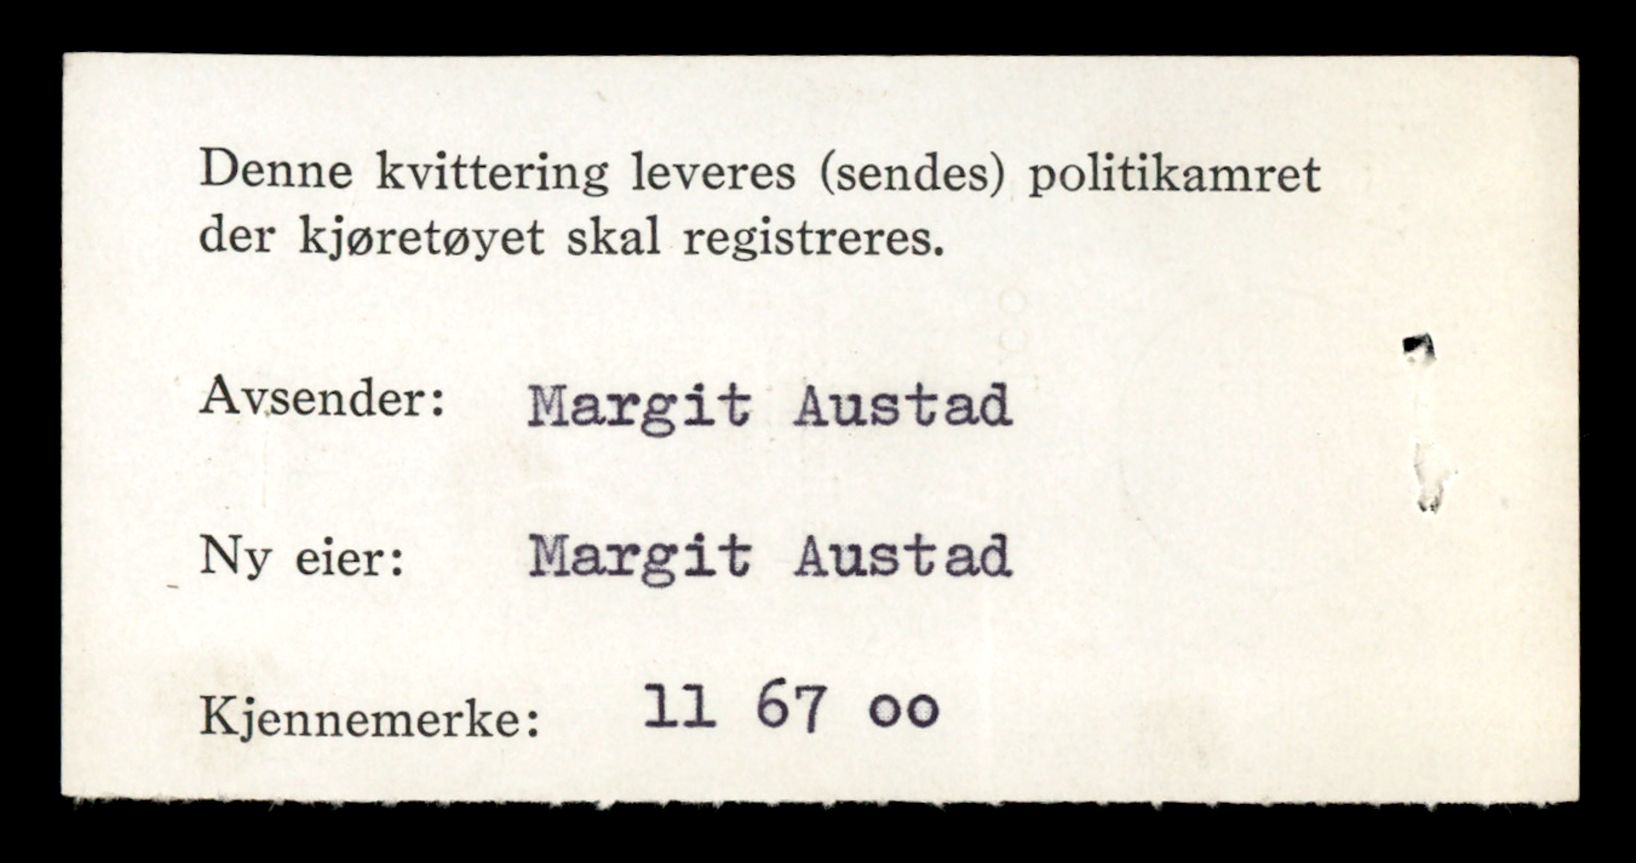 Denne kvittering leveres (sendes) politikamret
der kjøretøyet skal registreres.
Avsender: Margit Austad
Ny eier: Margit Austad
Kjennemerke: 11 67 oo